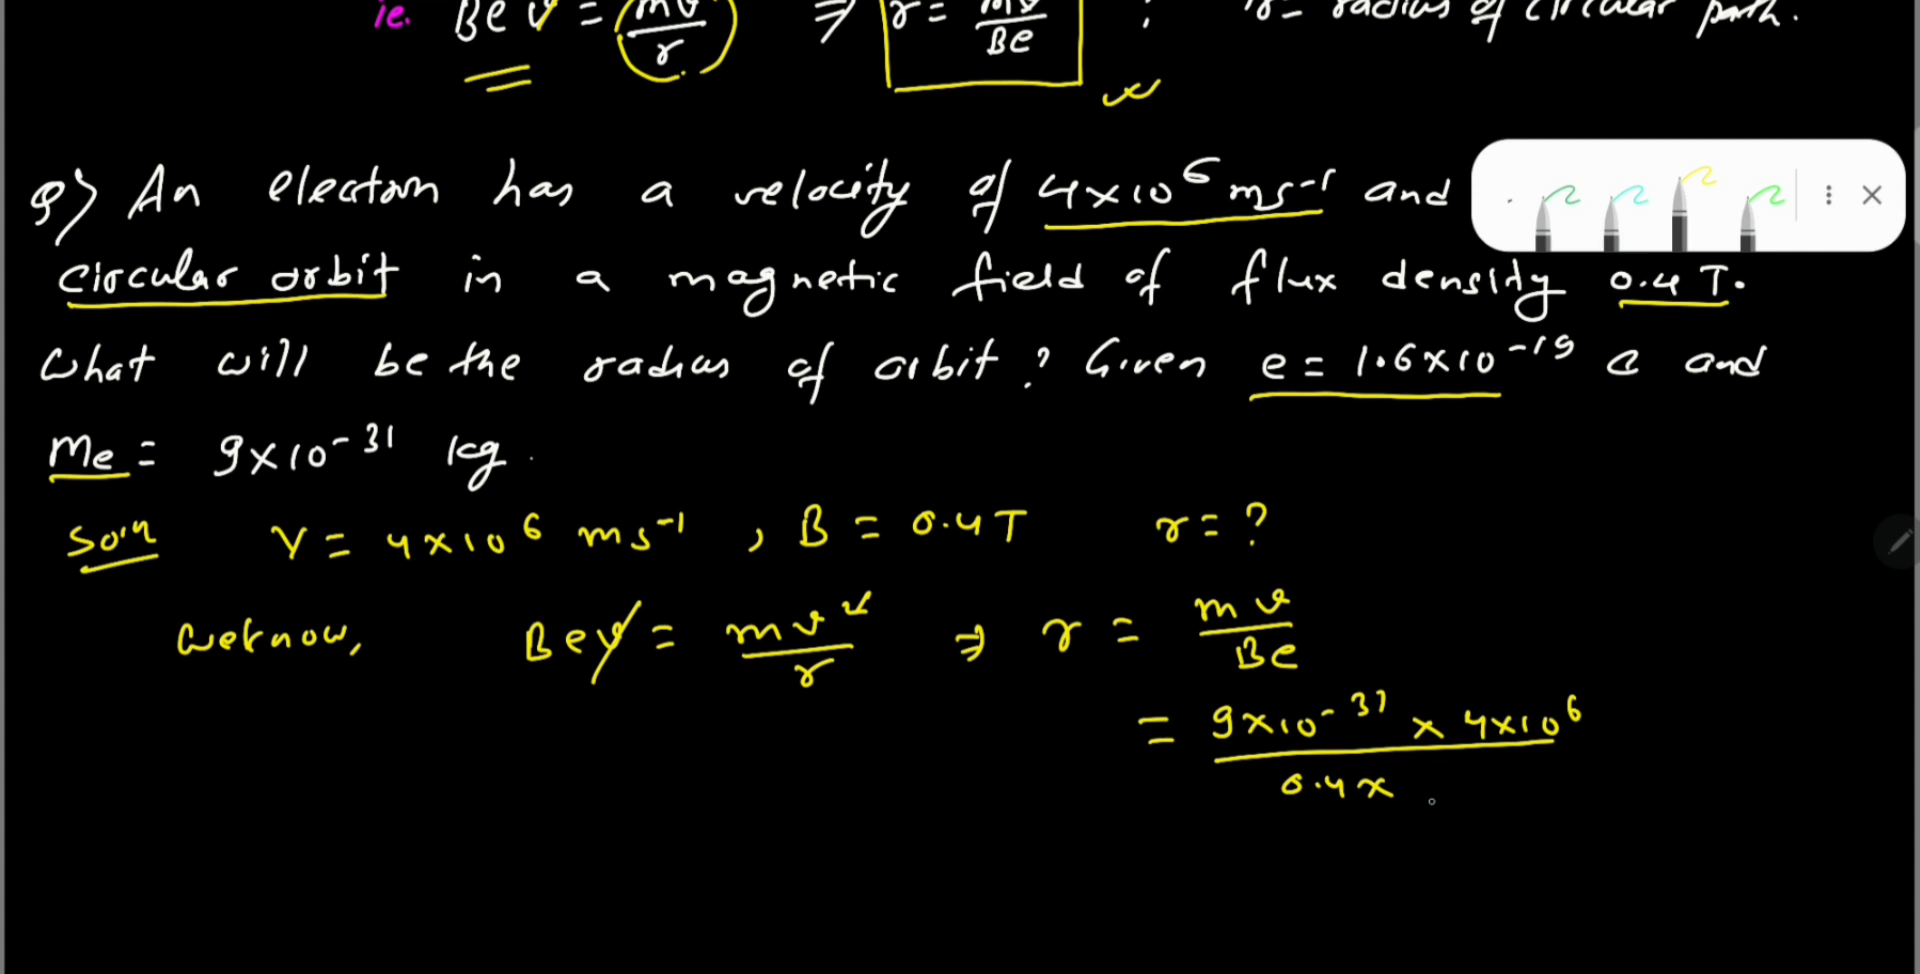 ie. Bev = mv²/r ⇒ r = mv/Be ; r = radius of circular path.
Q) An electron has a velocity of 4×10⁶ ms⁻¹ and
circular orbit in a magnetic field of flux density 0.4 T.
What will be the radius of orbit? Given e = 1.6×10⁻¹⁹ C and
Me = 9×10⁻³¹ kg.
Soln V = 4×10⁶ ms⁻¹, B = 0.4T r = ?
We know, Bev = mv²/r ⇒ r = mv/Be
= 9×10⁻³¹ × 4×10⁶ / 0.4×